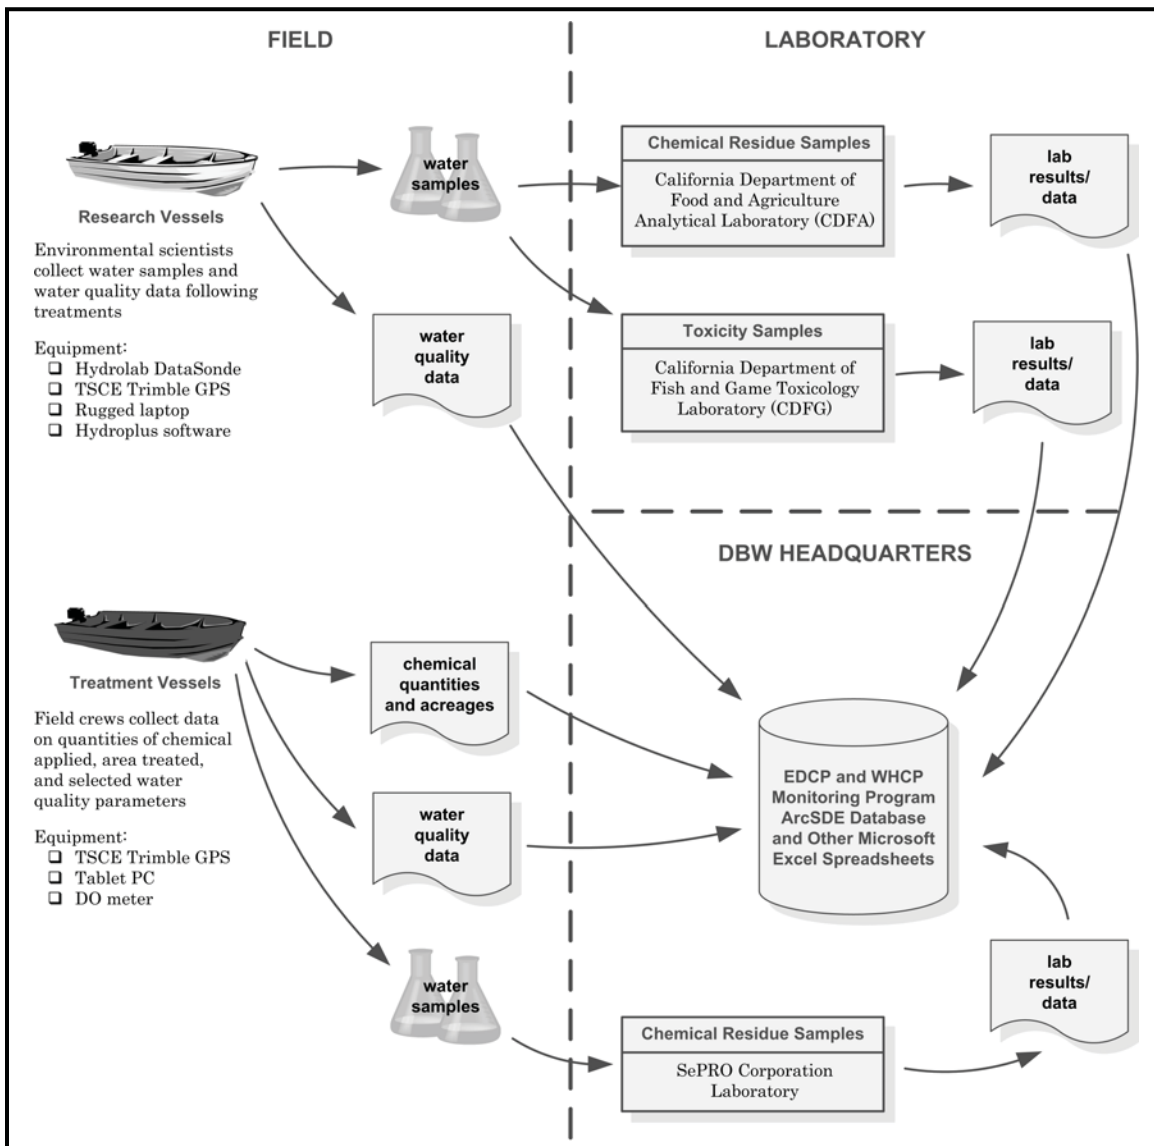 FIELD
LABORATORY
Research Vessels
Environmental scientists
collect water samples and
water quality data following
treatments
Equipment:
Hydrolab DataSonde
TSCE Trimble GPS
Rugged laptop
Hydroplus software
water
samples
water
quality
data
Chemical Residue Samples
California Department of
Food and Agriculture
Analytical Laboratory (CDFA)
lab
results/
data
Toxicity Samples
California Department of
Fish and Game Toxicology
Laboratory (CDFG)
lab
results/
data
DBW HEADQUARTERS
Treatment Vessels
Field crews collect data
on quantities of chemical
applied, area treated,
and selected water
quality parameters
Equipment:
TSCE Trimble GPS
Tablet PC
DO meter
chemical
quantities
and acreages
water
quality
data
water
samples
EDCP and WHCP
Monitoring Program
ArcSDE Database
and Other Microsoft
Excel Spreadsheets
Chemical Residue Samples
SePRO Corporation
Laboratory
lab
results/
data